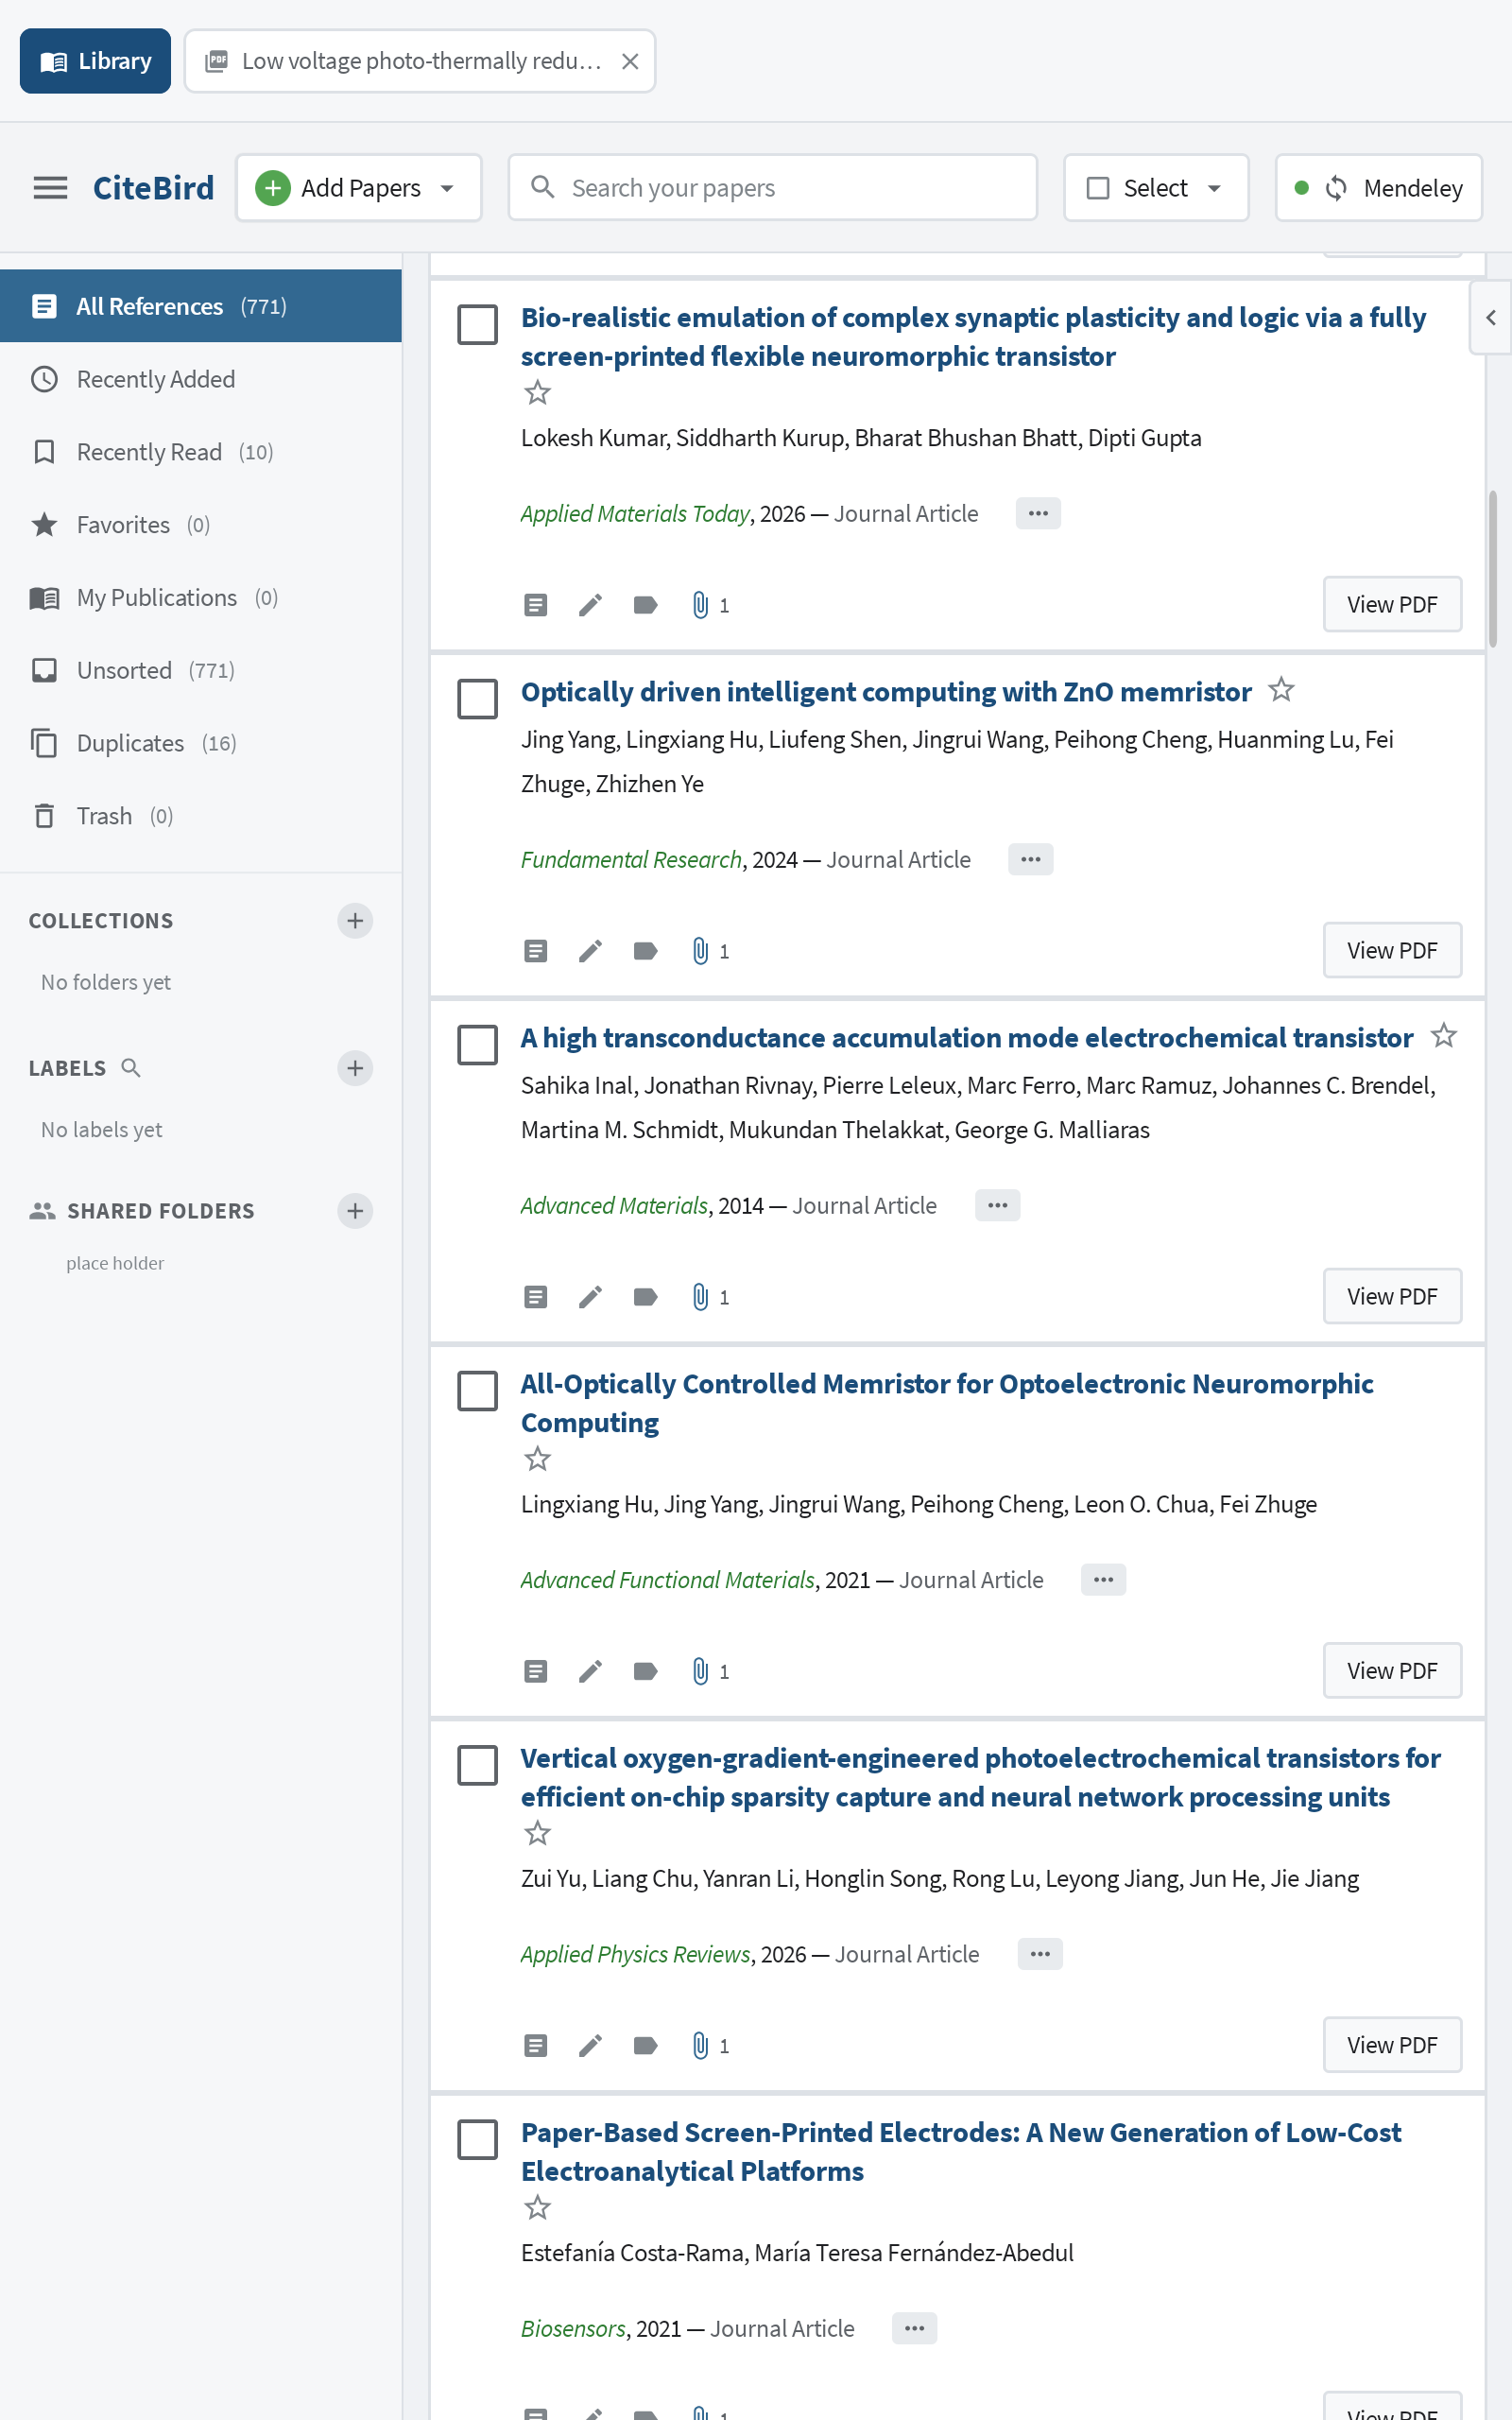 Library
Low voltage photo-thermally redu…
CiteBird
Add Papers
Search your papers
Select
Mendeley
All References (771)
Recently Added
Recently Read (10)
Favorites (0)
My Publications (0)
Unsorted (771)
Duplicates (16)
Trash (0)
COLLECTIONS
No folders yet
LABELS
No labels yet
SHARED FOLDERS
place holder
Bio-realistic emulation of complex synaptic plasticity and logic via a fully
screen-printed flexible neuromorphic transistor
Lokesh Kumar, Siddharth Kurup, Bharat Bhushan Bhatt, Dipti Gupta
Applied Materials Today, 2026 — Journal Article
1
View PDF
Optically driven intelligent computing with ZnO memristor
Jing Yang, Lingxiang Hu, Liufeng Shen, Jingrui Wang, Peihong Cheng, Huanming Lu, Fei
Zhuge, Zhizhen Ye
Fundamental Research, 2024 — Journal Article
1
View PDF
A high transconductance accumulation mode electrochemical transistor
Sahika Inal, Jonathan Rivnay, Pierre Leleux, Marc Ferro, Marc Ramuz, Johannes C. Brendel,
Martina M. Schmidt, Mukundan Thelakkat, George G. Malliaras
Advanced Materials, 2014 — Journal Article
1
View PDF
All-Optically Controlled Memristor for Optoelectronic Neuromorphic
Computing
Lingxiang Hu, Jing Yang, Jingrui Wang, Peihong Cheng, Leon O. Chua, Fei Zhuge
Advanced Functional Materials, 2021 — Journal Article
1
View PDF
Vertical oxygen-gradient-engineered photoelectrochemical transistors for
efficient on-chip sparsity capture and neural network processing units
Zui Yu, Liang Chu, Yanran Li, Honglin Song, Rong Lu, Leyong Jiang, Jun He, Jie Jiang
Applied Physics Reviews, 2026 — Journal Article
1
View PDF
Paper-Based Screen-Printed Electrodes: A New Generation of Low-Cost
Electroanalytical Platforms
Estefanía Costa-Rama, María Teresa Fernández-Abedul
Biosensors, 2021 — Journal Article
1
View PDF